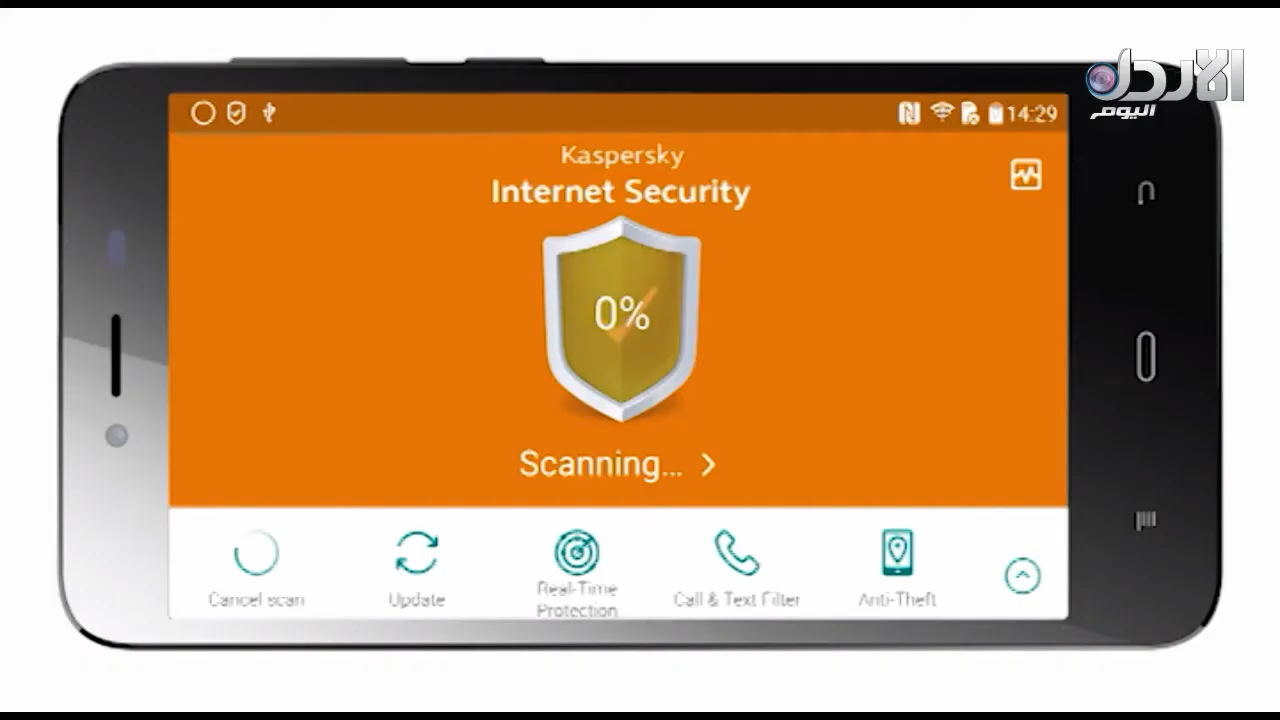 الأردن
اليوم
14:29
Kaspersky
Internet Security
0%
Scanning...
Cancel scan
Update
Real-Time
Protection
Call & Text Filter
Anti-Theft